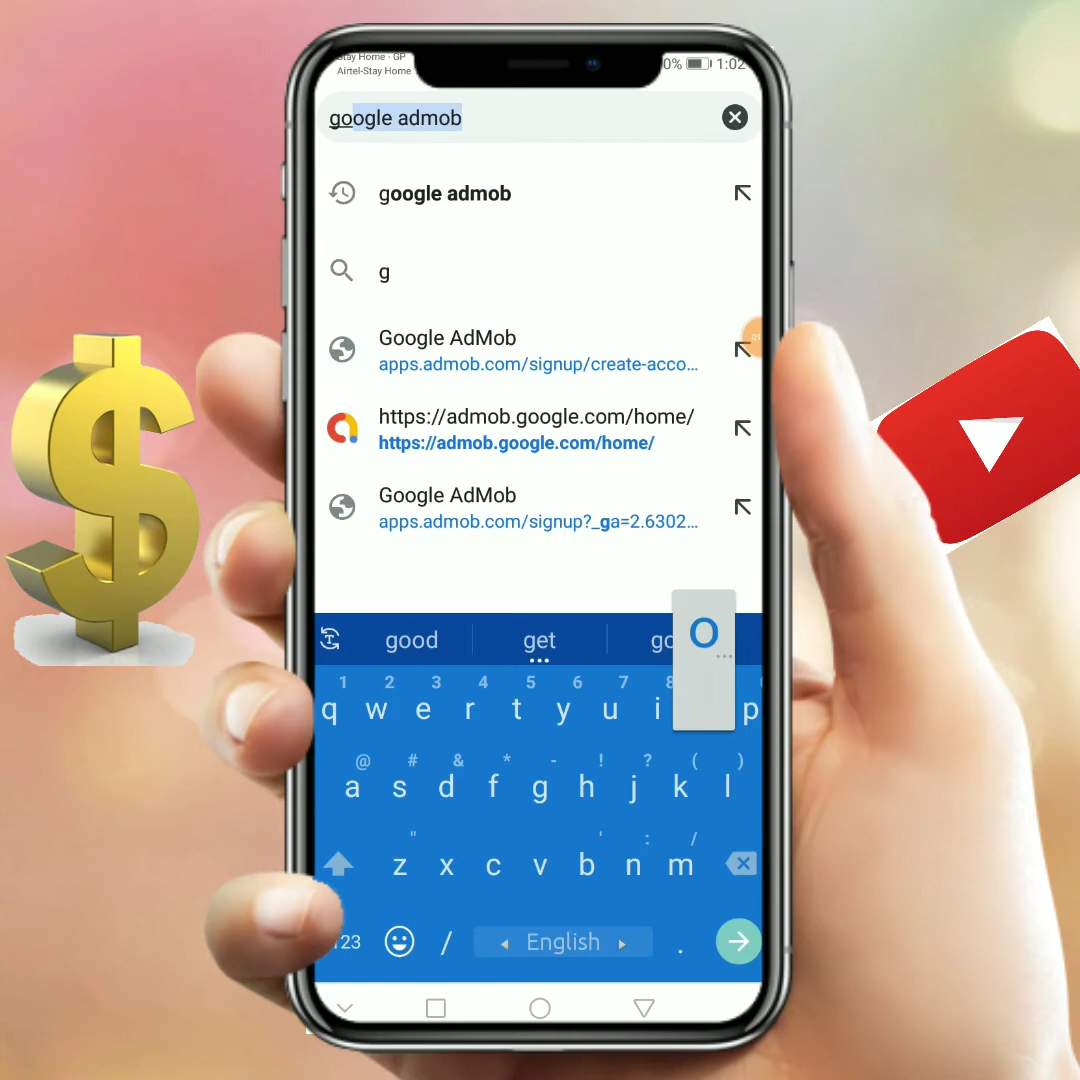 Stay Home - GP
Airtel-Stay Home
0% 1:02
google admob
google admob
g
Google AdMob
apps.admob.com/signup/create-acco...
https://admob.google.com/home/
https://admob.google.com/home/
Google AdMob
apps.admob.com/signup?_ga=2.6302...
good get go
O
1 2 3 4 5 6 7 8
q w e r t y u i p
@ # & * - ! ? ( )
a s d f g h j k l
" ' : /
z x c v b n m
123 / English .